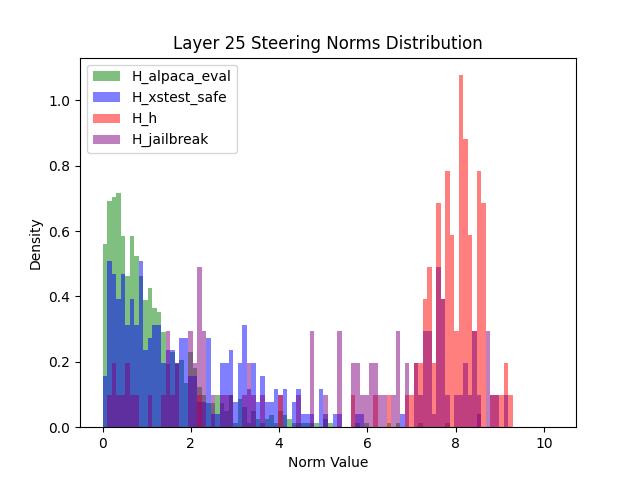 Layer 25 Steering Norms Distribution
H_alpaca_eval
H_xstest_safe
H_h
H_jailbreak
Density
1.0
0.8
0.6
0.4
0.2
0.0
0
2
4
6
8
10
Norm Value